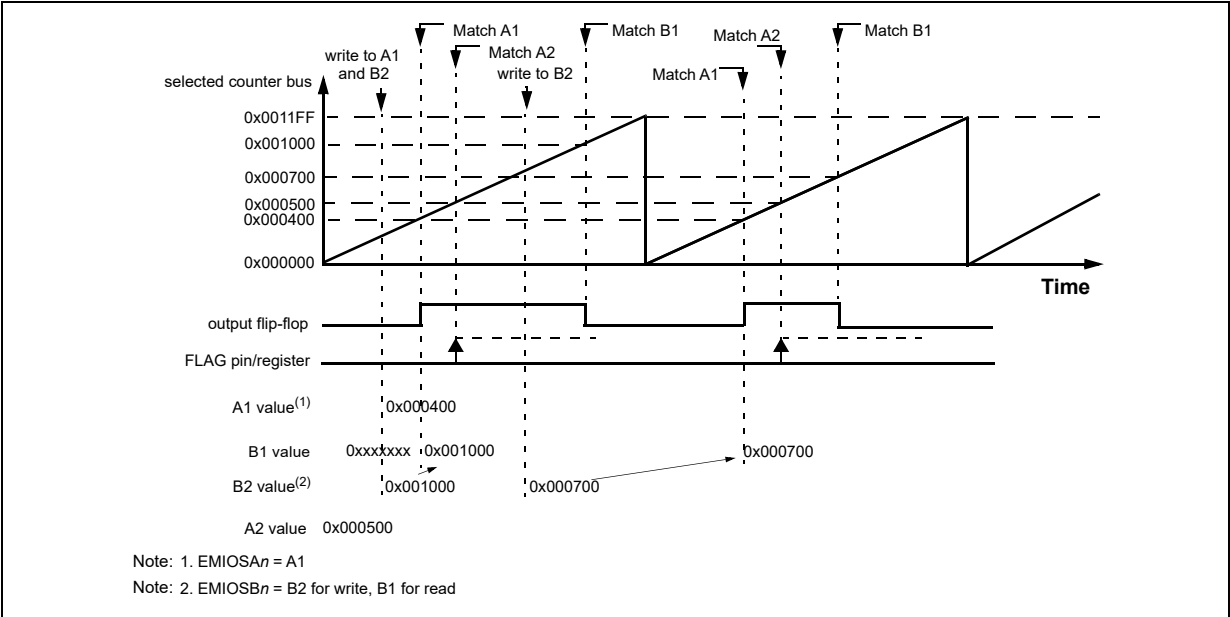 Match A1
Match B1
Match A2
Match B1
write to A1
and B2
Match A2
write to B2
Match A1
selected counter bus
0x0011FF
0x001000
0x000700
0x000500
0x000400
0x000000
Time
output flip-flop
FLAG pin/register
A1 value(1) 0x000400
B1 value 0xxxxxxx 0x001000 0x000700
B2 value(2) 0x001000 0x000700
A2 value 0x000500
Note: 1. EMIOSAn = A1
Note: 2. EMIOSBn = B2 for write, B1 for read